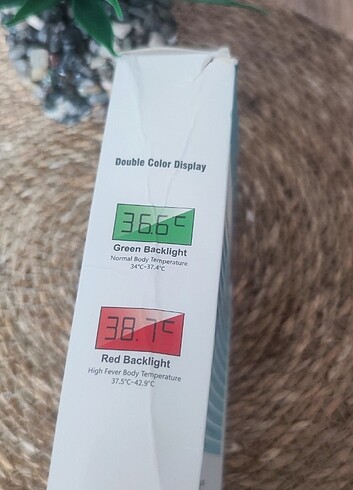 Double Color Display
36.6°C
Green Backlight
Normal Body Temperature
34°C~37.4°C
38.7°C
Red Backlight
High Fever Body Temperature
37.5°C~42.9°C